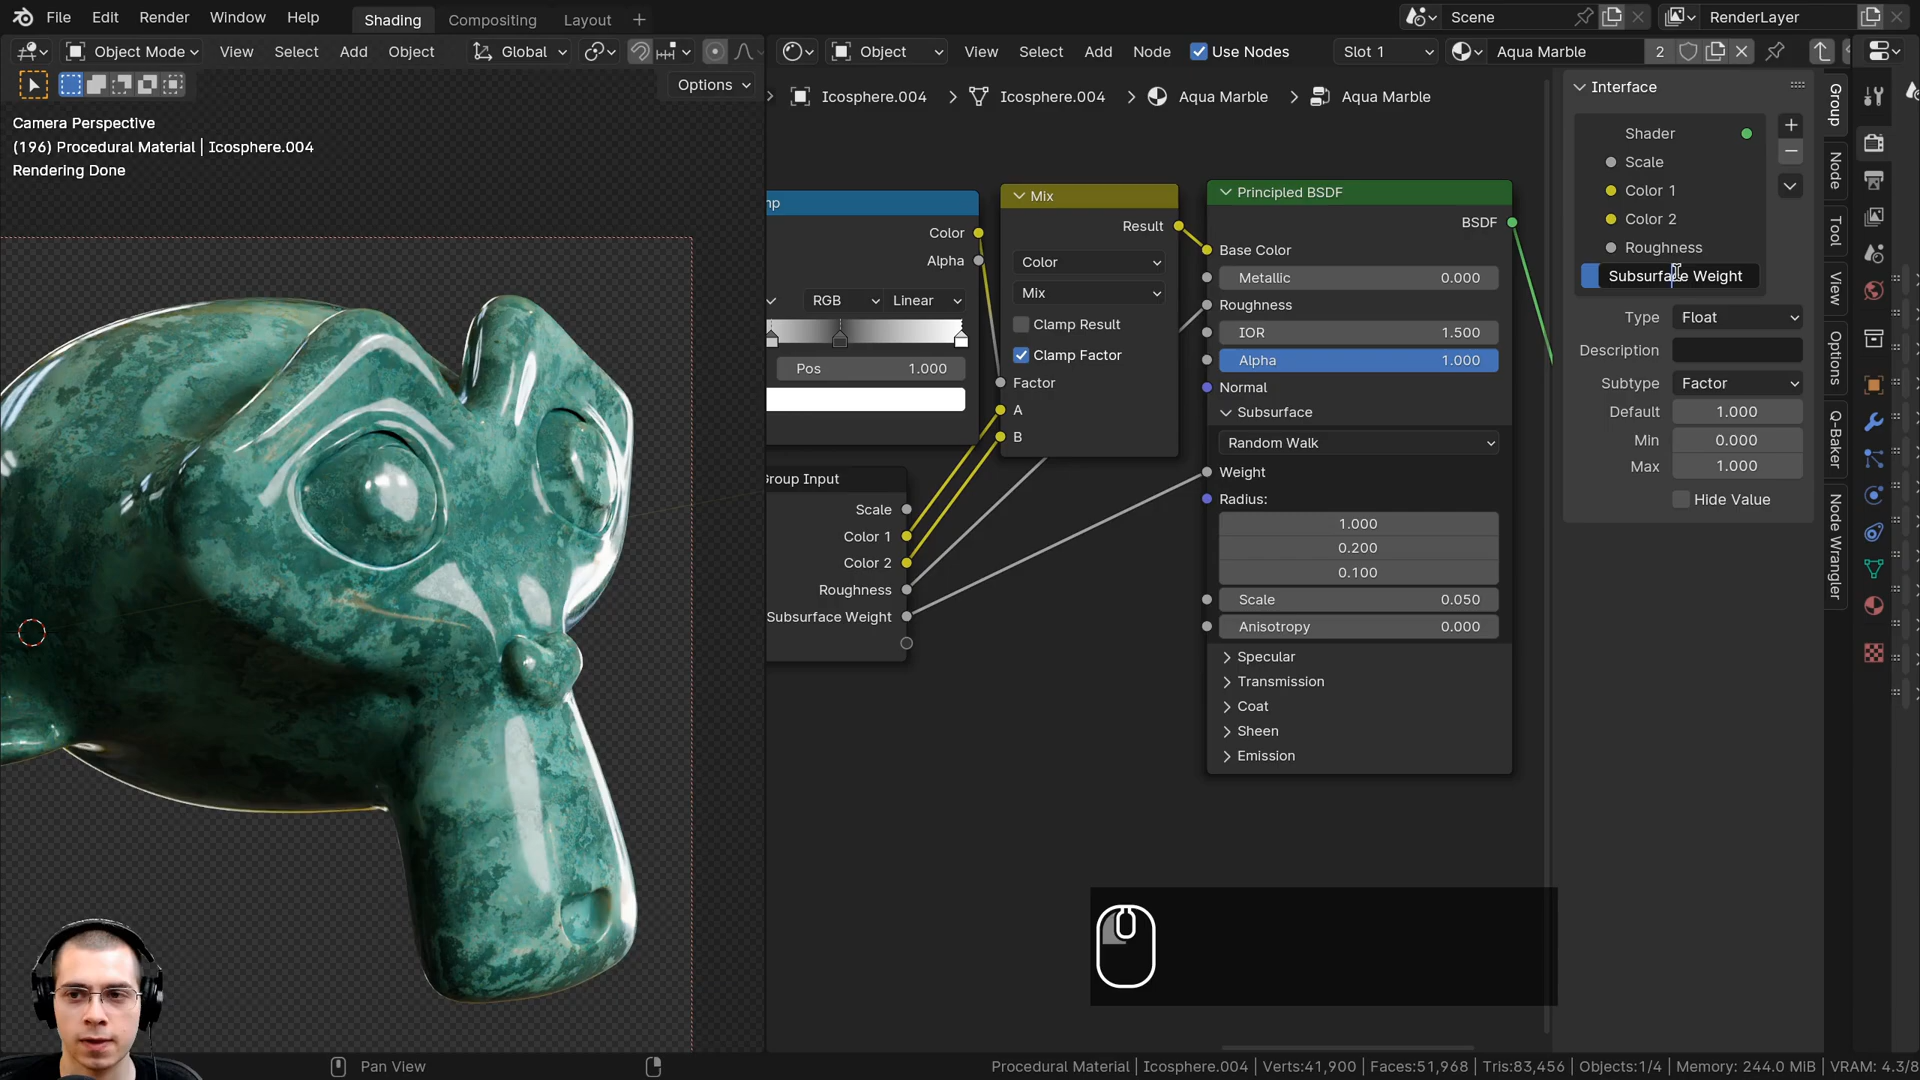 File Edit Render Window Help Shading Compositing Layout + Scene RenderLayer
Object Mode View Select Add Object Global Object View Select Add Node Use Nodes Slot 1 Aqua Marble 2
Options
Icosphere.004 Icosphere.004 Aqua Marble Aqua Marble
Camera Perspective
(196) Procedural Material | Icosphere.004
Rendering Done
mp
Color
Alpha
RGB Linear
Pos 1.000
Mix
Result
Color
Mix
Clamp Result
Clamp Factor
Factor
A
B
Group Input
Scale
Color 1
Color 2
Roughness
Subsurface Weight
Principled BSDF
BSDF
Base Color
Metallic 0.000
Roughness
IOR 1.500
Alpha 1.000
Normal
Subsurface
Random Walk
Weight
Radius:
1.000
0.200
0.100
Scale 0.050
Anisotropy 0.000
Specular
Transmission
Coat
Sheen
Emission
Interface
Shader
Scale
Color 1
Color 2
Roughness
Subsurface Weight
Type Float
Description
Subtype Factor
Default 1.000
Min 0.000
Max 1.000
Hide Value
Group
Node
Tool
View
Options
Q-Baker
Node Wrangler
Pan View
Procedural Material | Icosphere.004 | Verts:41,900 | Faces:51,968 | Tris:83,456 | Objects:1/4 | Memory: 244.0 MiB | VRAM: 4.3/8